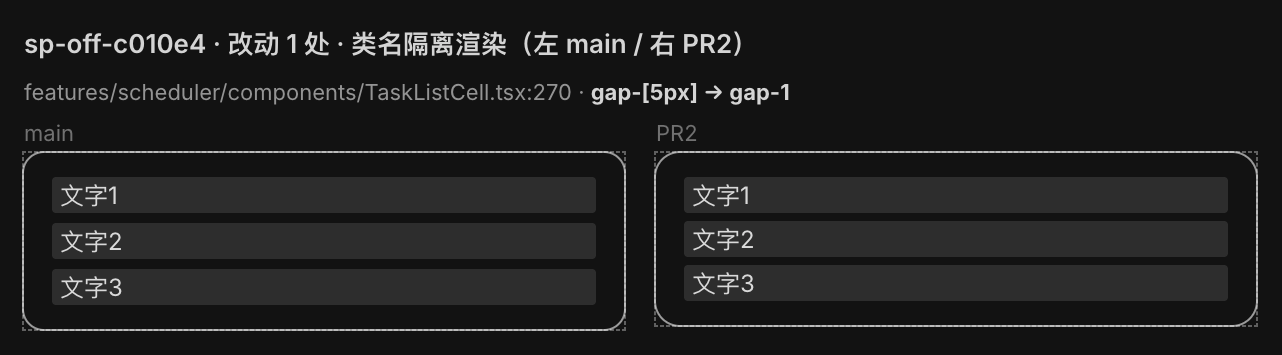 sp-off-c010e4 · 改动 1 处 · 类名隔离渲染（左 main / 右 PR2）
features/scheduler/components/TaskListCell.tsx:270 · gap-[5px] → gap-1
main
文字1
文字2
文字3
PR2
文字1
文字2
文字3